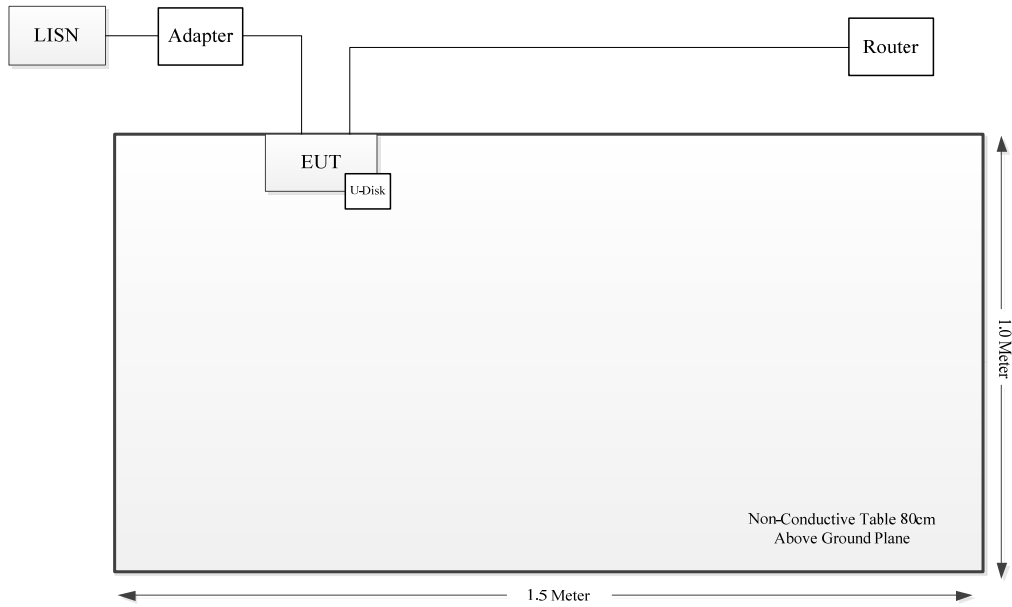 LISN
Adapter
Router
EUT
U-Disk
1.0 Meter
Non-Conductive Table 80cm
Above Ground Plane
1.5 Meter